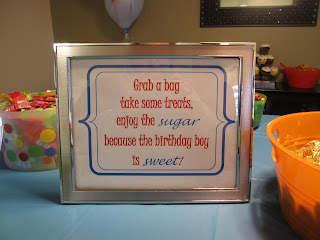 Grab a bag
take some treats,
enjoy the sugar
because the birthday boy
is sweet!